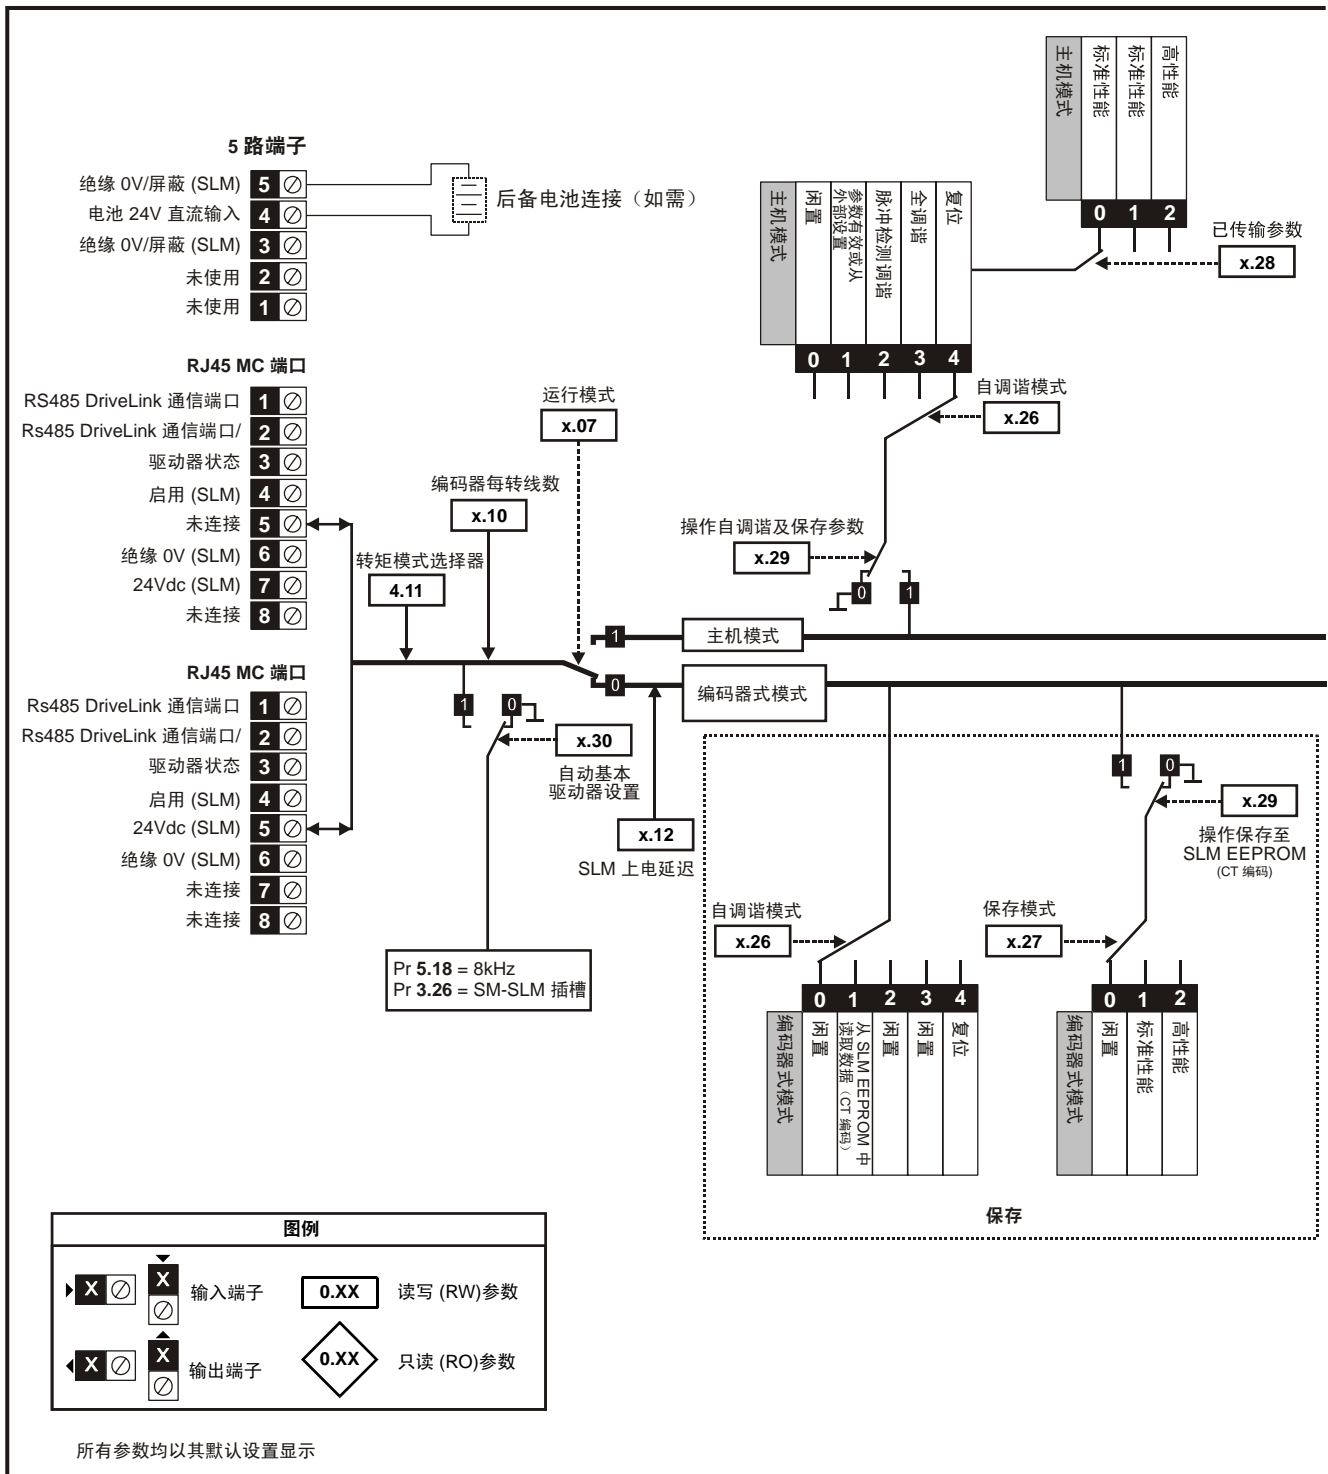 5 路端子
绝缘 0V/屏蔽 (SLM) 5
电池 24V 直流输入 4
绝缘 0V/屏蔽 (SLM) 3
未使用 2
未使用 1
后备电池连接（如需）
RJ45 MC 端口
RS485 DriveLink 通信端口 1
Rs485 DriveLink 通信端口/ 2
驱动器状态 3
启用 (SLM) 4
未连接 5
绝缘 0V (SLM) 6
24Vdc (SLM) 7
未连接 8
RJ45 MC 端口
Rs485 DriveLink 通信端口 1
Rs485 DriveLink 通信端口/ 2
驱动器状态 3
启用 (SLM) 4
24Vdc (SLM) 5
绝缘 0V (SLM) 6
未连接 7
未连接 8
转矩模式选择器
4.11
编码器每转线数
x.10
运行模式
x.07
1
0
1
0
x.30
自动基本
驱动器设置
x.12
SLM 上电延迟
Pr 5.18 = 8kHz
Pr 3.26 = SM-SLM 插槽
主机模式
编码器式模式
主机模式
闲置
参数有效或从
外部设置
脉冲检测调谐
全调谐
复位
0 1 2 3 4
自调谐模式
x.26
主机模式
标准性能
标准性能
高性能
0 1 2
已传输参数
x.28
操作自调谐及保存参数
x.29
0 1
1 0
x.29
操作保存至
SLM EEPROM
(CT 编码)
自调谐模式
x.26
0 1 2 3 4
编码器式模式
闲置
从 SLM EEPROM 中
读取数据（CT 编码）
闲置
闲置
复位
保存模式
x.27
0 1 2
编码器式模式
闲置
标准性能
高性能
保存
图例
X
X
输入端子
0.XX
读写 (RW)参数
X
X
输出端子
0.XX
只读 (RO)参数
所有参数均以其默认设置显示